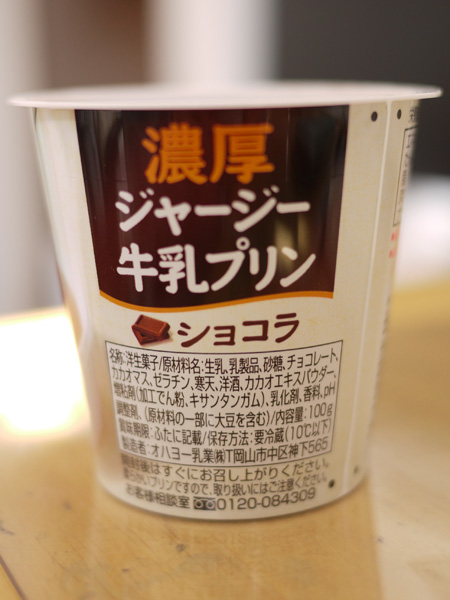 濃厚
ジャージー
牛乳プリン
ショコラ
名称:洋生菓子/原材料名:生乳、乳製品、砂糖、チョコレート、
カカオマス、ゼラチン、寒天、洋酒、カカオエキスパウダー、
増粘剤(加工でん粉、キサンタンガム)、乳化剤、香料、pH
調整剤、(原材料の一部に大豆を含む)/内容量:100g
賞味期限:ふたに記載/保存方法:要冷蔵(10℃以下)
製造者:オハヨー乳業㈱T岡山市中区神下565
開封後はすぐにお召し上がりください。
らかいプリンですので、取り扱いにはご注意ください。
お客様相談室 0120-084309